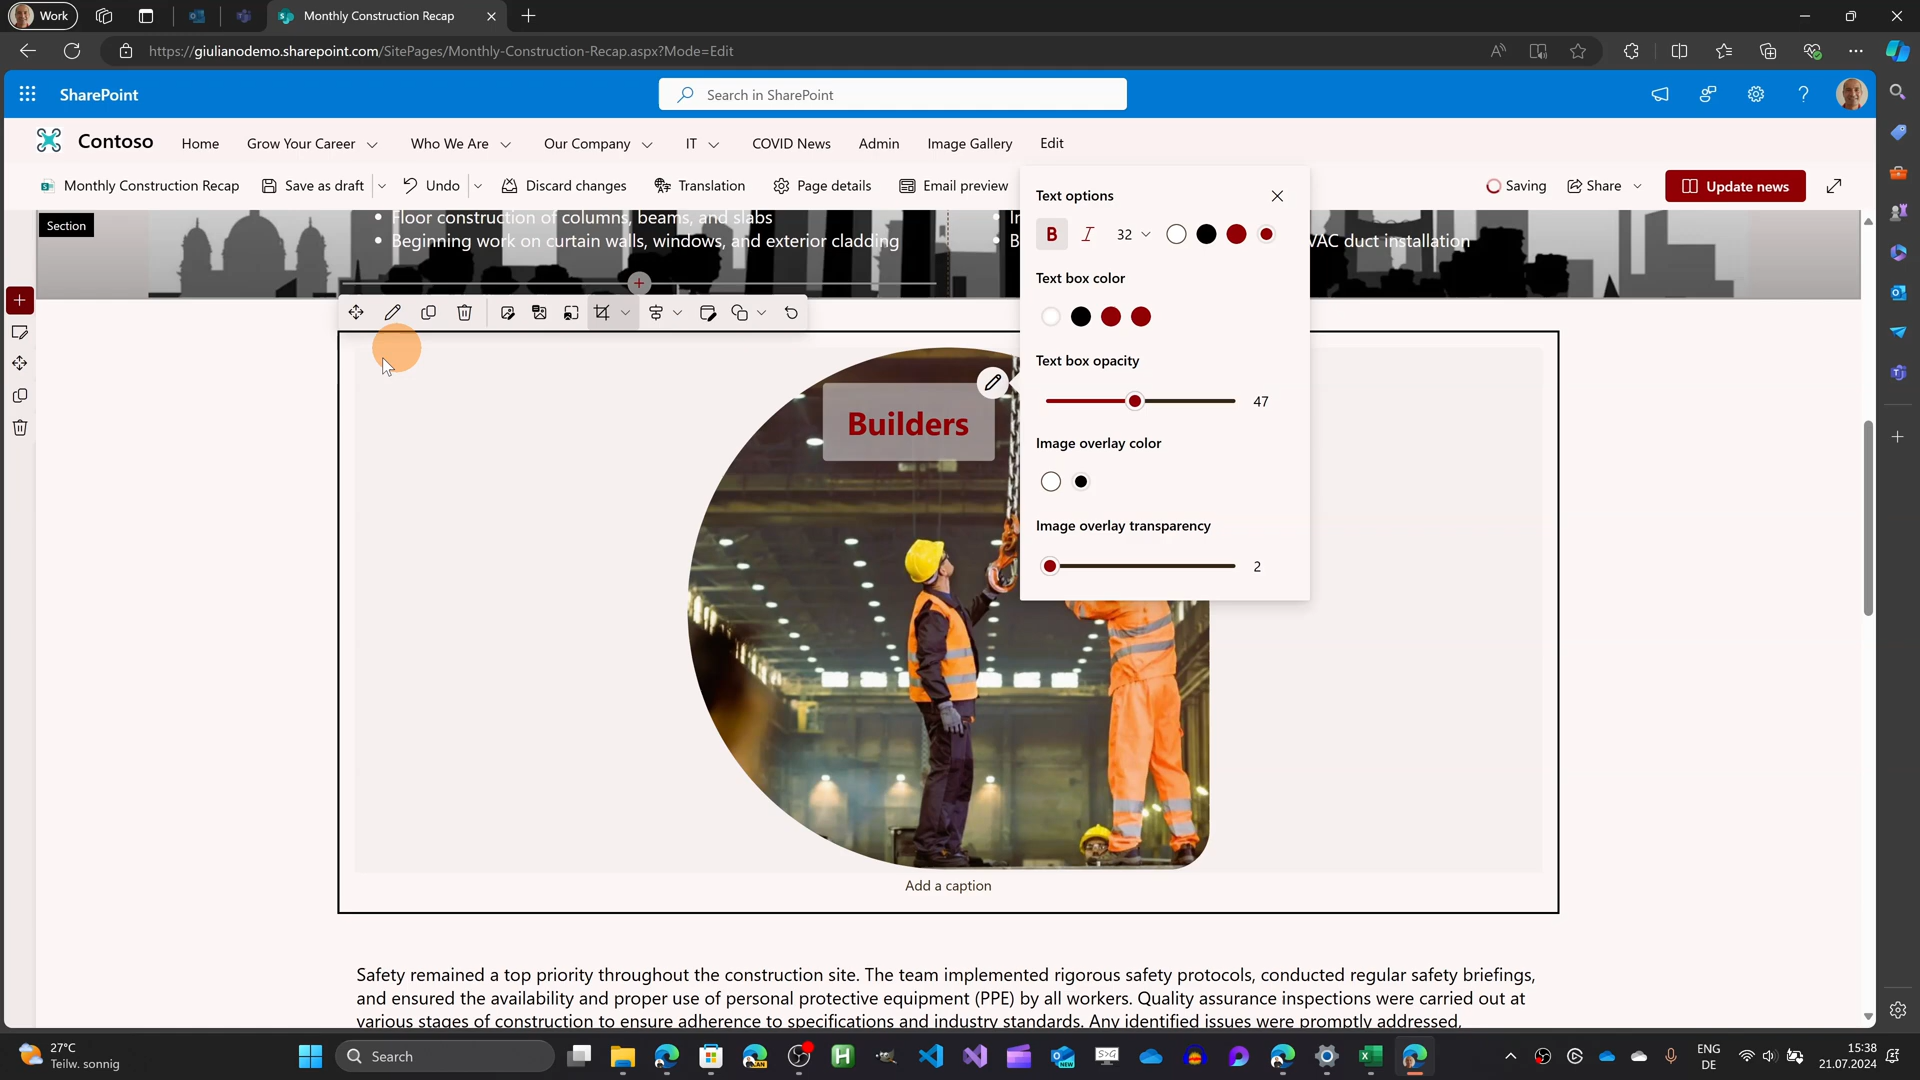 Work
Monthly Construction Recap
https://giulianodemo.sharepoint.com/SitePages/Monthly-Construction-Recap.aspx?Mode=Edit
SharePoint
Search in SharePoint
Contoso
Home
Grow Your Career
Who We Are
Our Company
IT
COVID News
Admin
Image Gallery
Edit
Monthly Construction Recap
Save as draft
Undo
Discard changes
Translation
Page details
Email preview
Saving
Share
Update news
Section
Floor construction of columns, beams, and slabs
Beginning work on curtain walls, windows, and exterior cladding
VAC duct installation
Text options
B I 32
Text box color
Text box opacity
47
Image overlay color
Image overlay transparency
2
Builders
Add a caption
Safety remained a top priority throughout the construction site. The team implemented rigorous safety protocols, conducted regular safety briefings,
and ensured the availability and proper use of personal protective equipment (PPE) by all workers. Quality assurance inspections were carried out at
various stages of construction to ensure adherence to specifications and industry standards. Any identified issues were promptly addressed,
27°C
Teilw. sonnig
Search
ENG
DE
15:38
21.07.2024